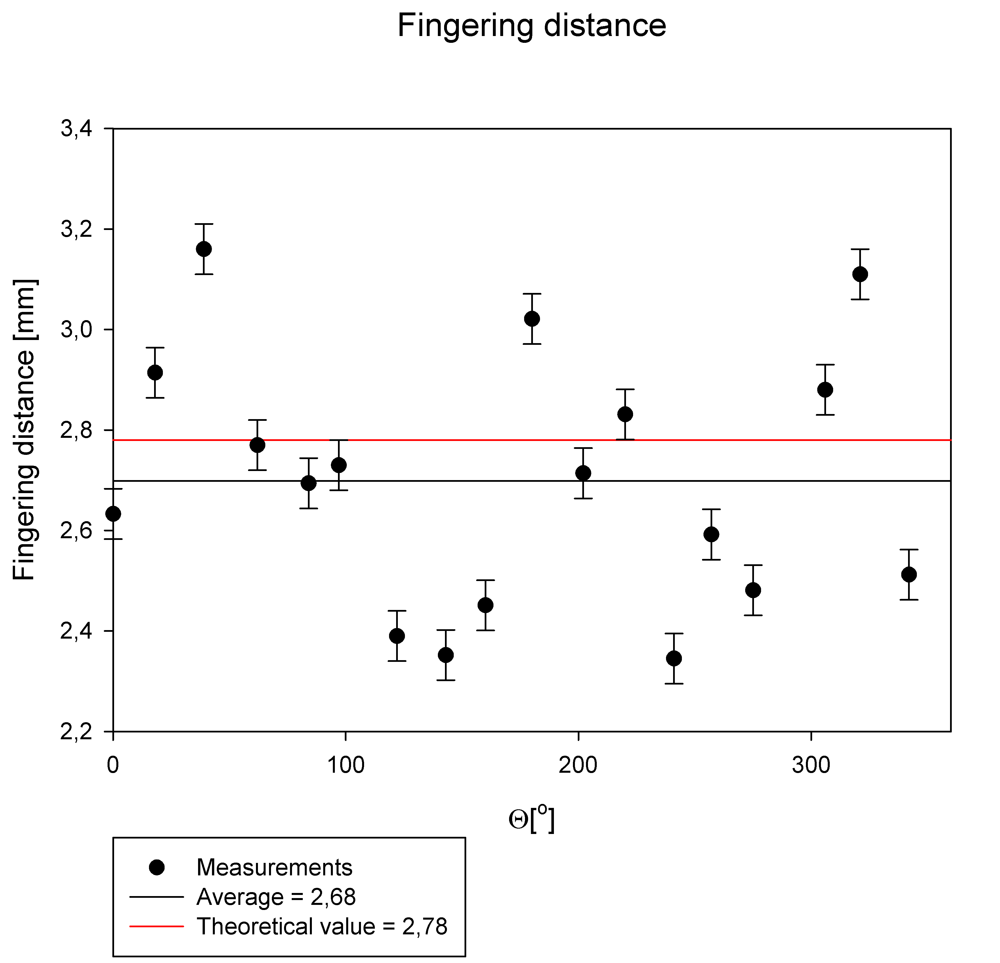 Fingering distance
Fingering distance [mm]
3,4
3,2
3,0
2,8
2,6
2,4
2,2
0 100 200 300
Θ[o]
Measurements
Average = 2,68
Theoretical value = 2,78